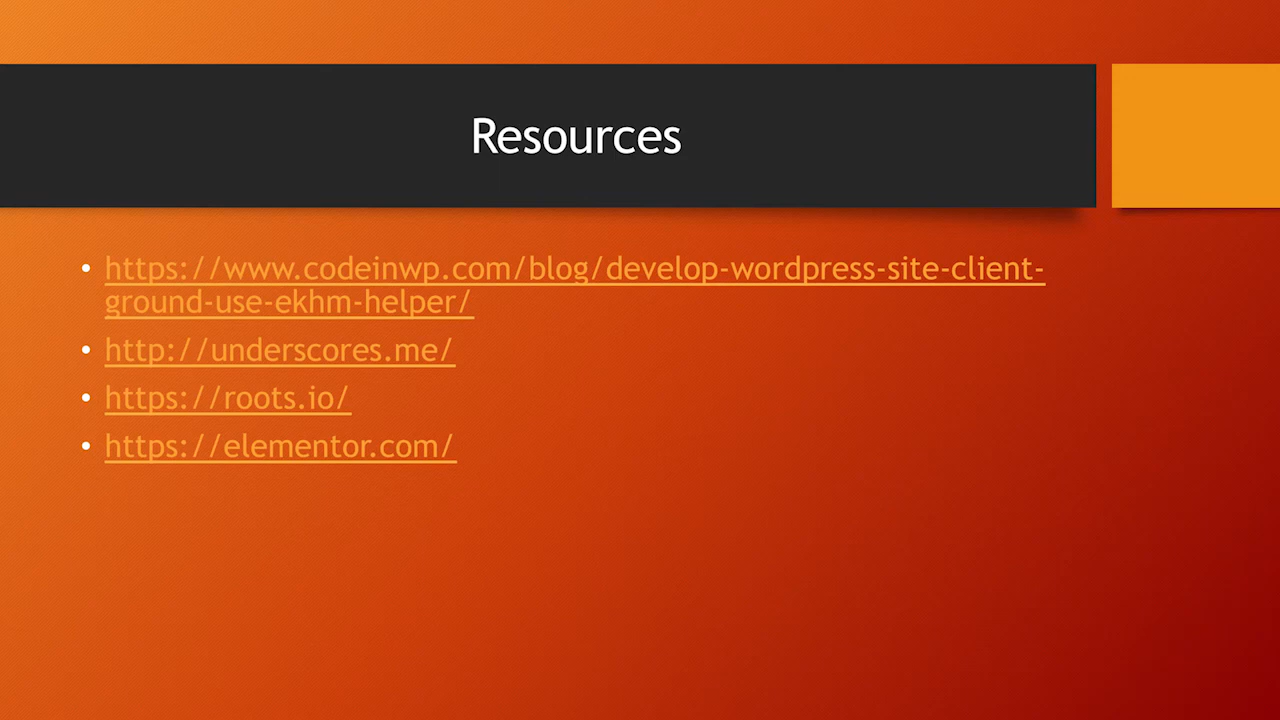 Resources
• https://www.codeinwp.com/blog/develop-wordpress-site-client-
ground-use-ekhm-helper/
• http://underscores.me/
• https://roots.io/
• https://elementor.com/